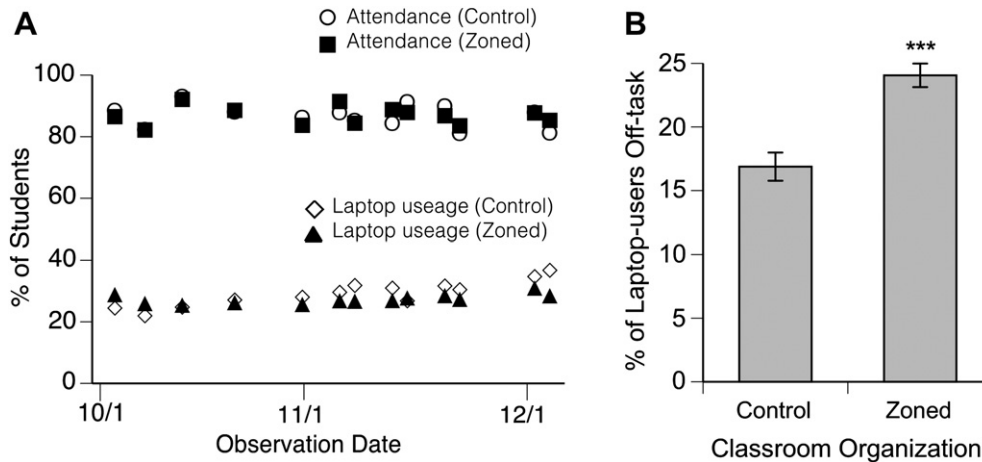 A
Attendance (Control)
Attendance (Zoned)
% of Students
100
80
60
40
20
0
Laptop useage (Control)
Laptop useage (Zoned)
10/1 11/1 12/1
Observation Date
B
% of Laptop-users Off-task
25
20
15
10
5
0
***
Control Zoned
Classroom Organization